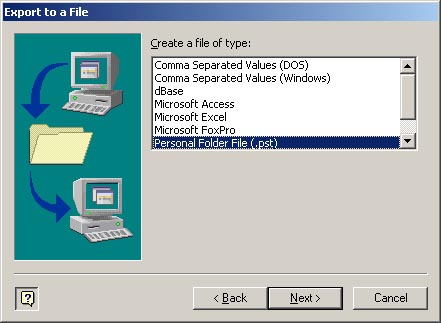 Export to a File
Create a file of type:
Comma Separated Values (DOS)
Comma Separated Values (Windows)
dBase
Microsoft Access
Microsoft Excel
Microsoft FoxPro
Personal Folder File (.pst)
< Back
Next >
Cancel